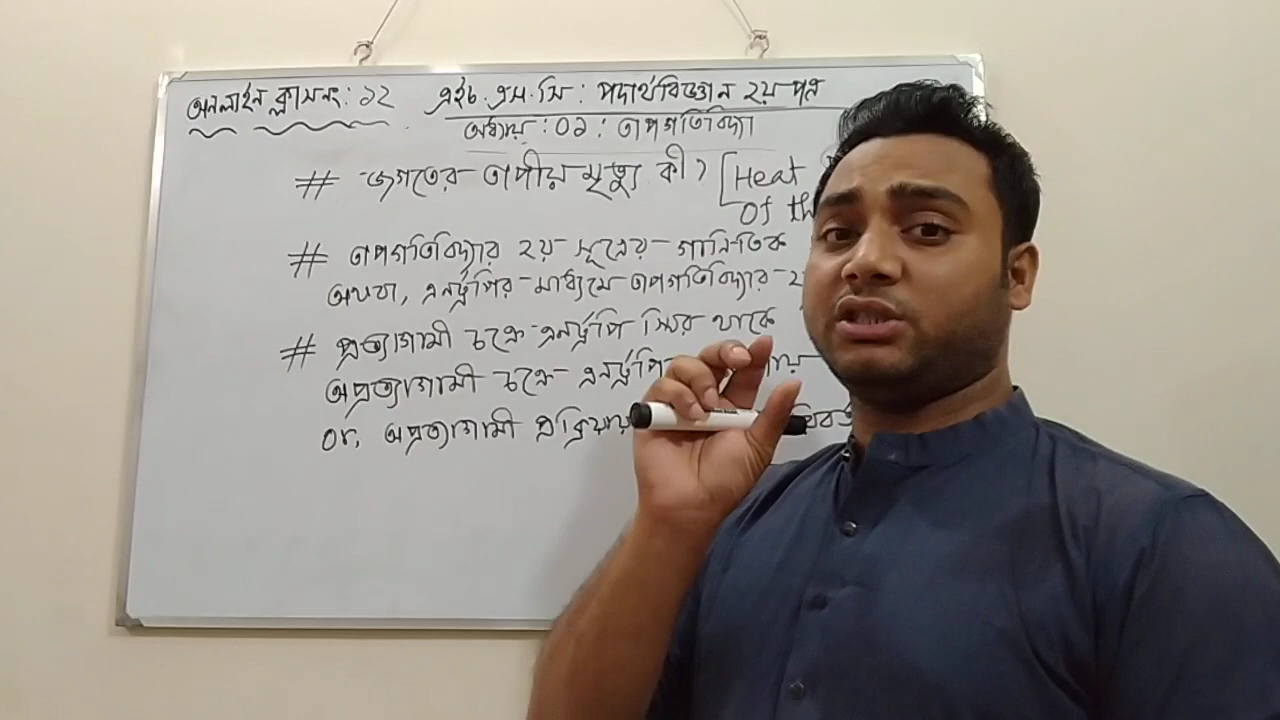 অনলাইন ক্লাস নং: ১২
এইচ.এস.সি: পদার্থবিজ্ঞান ২য় পত্র
অধ্যায়: ০১: তাপগতিবিদ্যা
# জগতের তাপীয় মৃত্যু কী? [Heat
Of th
# তাপগতিবিদ্যার ২য় সূত্রের গানিতিক
অথবা, এনট্রপির মাধ্যমে তাপগতিবিদ্যার ২
# প্রত্যাগামী চক্রে এনট্রপি স্থির থাকে
অপ্রত্যাগামী চক্রে এনট্রপি
or, অপ্রত্যাগামী প্রক্রিয়ায়